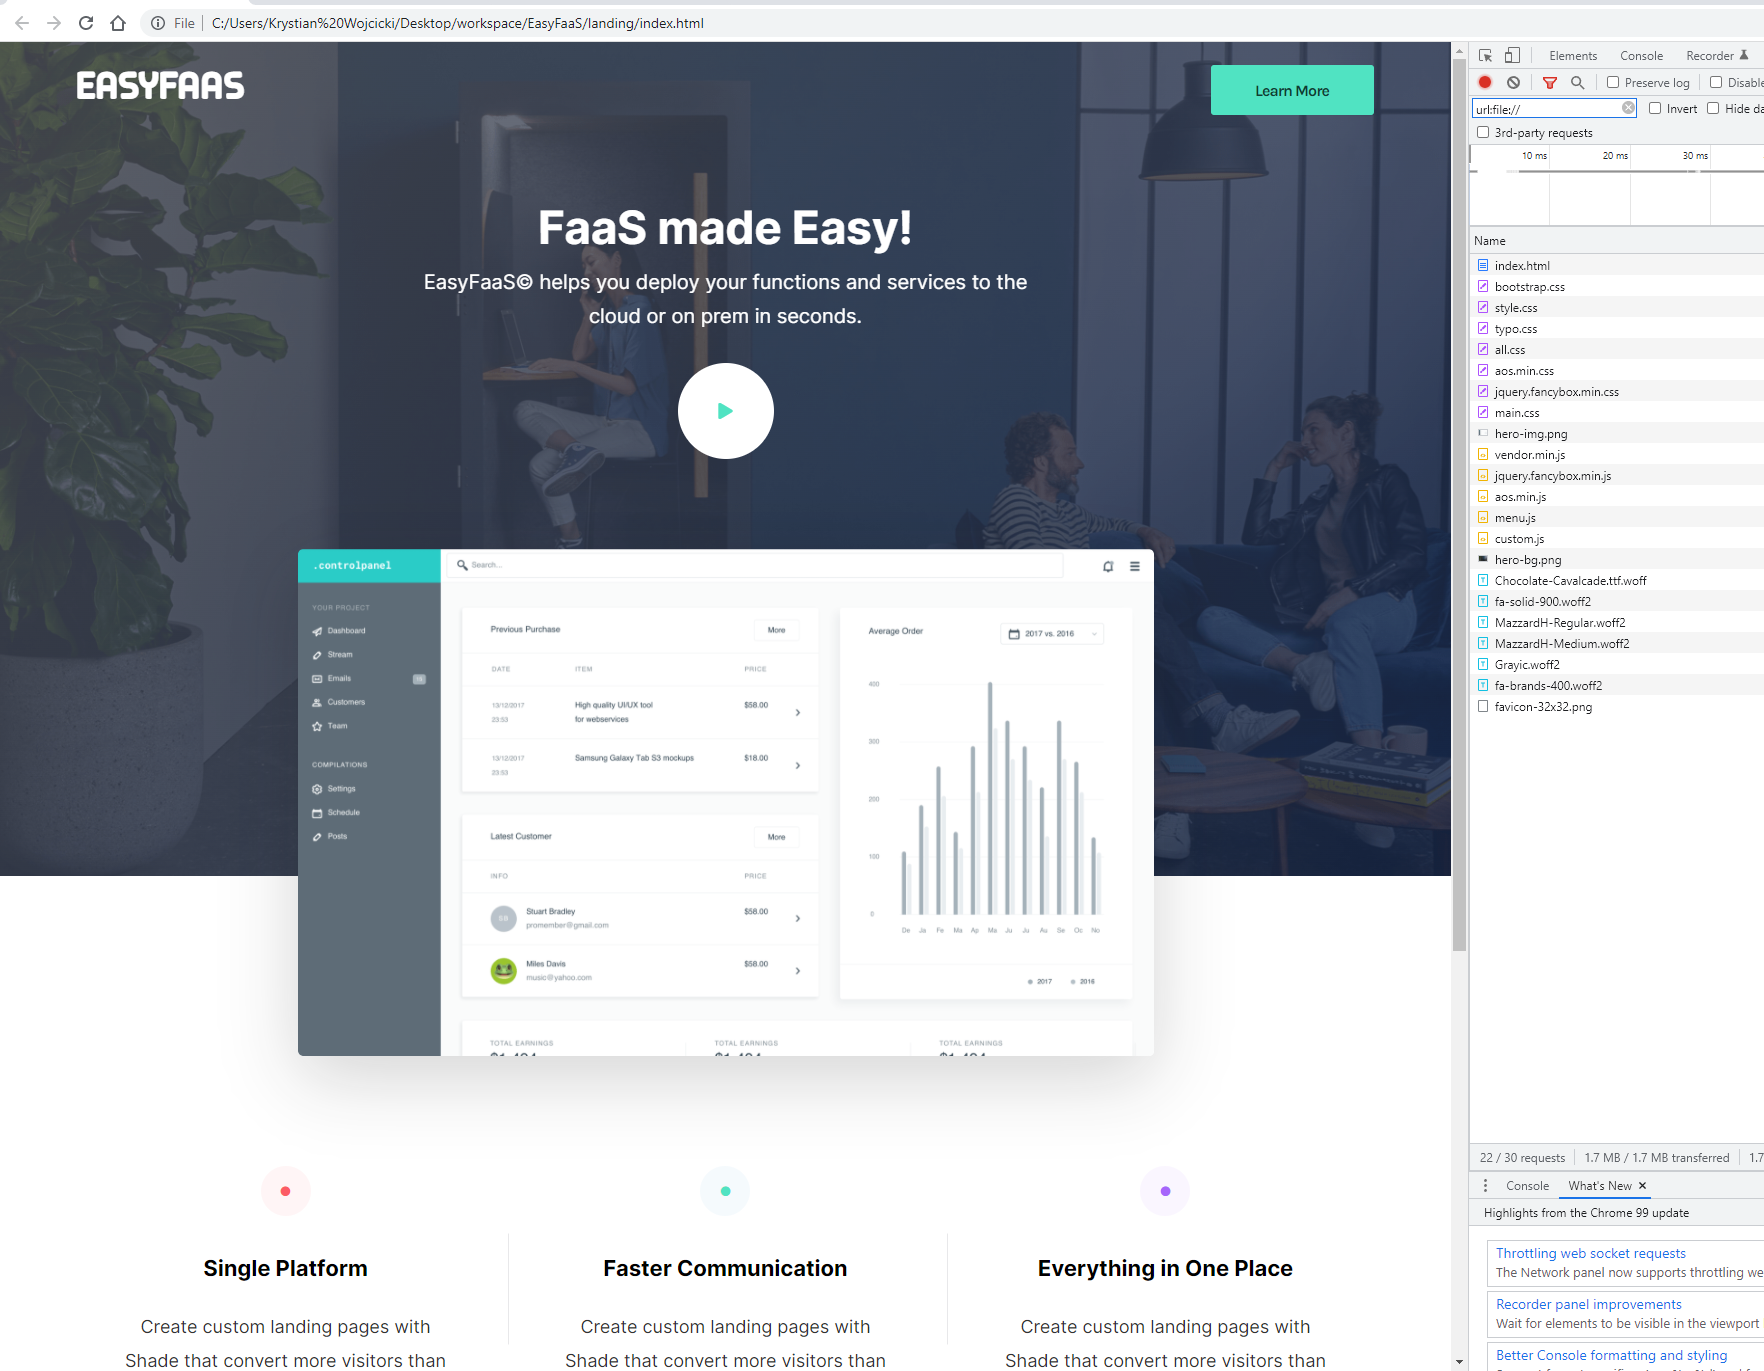 File
C:/Users/Krystian%20Wojcicki/Desktop/workspace/EasyFaaS/landing/index.html
EASYFAAS
Learn More
FaaS made Easy!
EasyFaaS© helps you deploy your functions and services to the
cloud or on prem in seconds.
.controlpanel
Search...
YOUR PROJECT
Dashboard
Stream
Emails
Customers
Team
COMPILATIONS
Settings
Schedule
Posts
Previous Purchase
More
DATE ITEM PRICE
13/12/2017 High quality UI/UX tool $58.00
23:53 for webservices
13/12/2017 Samsung Galaxy Tab S3 mockups $18.00
23:53
Latest Customer
More
INFO PRICE
SB
Stuart Bradley $58.00
promember@gmail.com
Miles Davis $58.00
music@yahoo.com
Average Order
2017 vs. 2016
400
300
200
100
0
De Ja Fe Ma Ap Ma Ju Ju Au Se Oc No
2017 2016
TOTAL EARNINGS TOTAL EARNINGS TOTAL EARNINGS
Single Platform
Create custom landing pages with
Shade that convert more visitors than
Faster Communication
Create custom landing pages with
Shade that convert more visitors than
Everything in One Place
Create custom landing pages with
Shade that convert more visitors than
Elements Console Recorder
Preserve log Disable
url:file:// Invert Hide da
3rd-party requests
10 ms 20 ms 30 ms
Name
index.html
bootstrap.css
style.css
typo.css
all.css
aos.min.css
jquery.fancybox.min.css
main.css
hero-img.png
vendor.min.js
jquery.fancybox.min.js
aos.min.js
menu.js
custom.js
hero-bg.png
Chocolate-Cavalcade.ttf.woff
fa-solid-900.woff2
MazzardH-Regular.woff2
MazzardH-Medium.woff2
Grayic.woff2
fa-brands-400.woff2
favicon-32x32.png
22 / 30 requests 1.7 MB / 1.7 MB transferred 1.7
Console What's New
Highlights from the Chrome 99 update
Throttling web socket requests
The Network panel now supports throttling we
Recorder panel improvements
Wait for elements to be visible in the viewport
Better Console formatting and styling